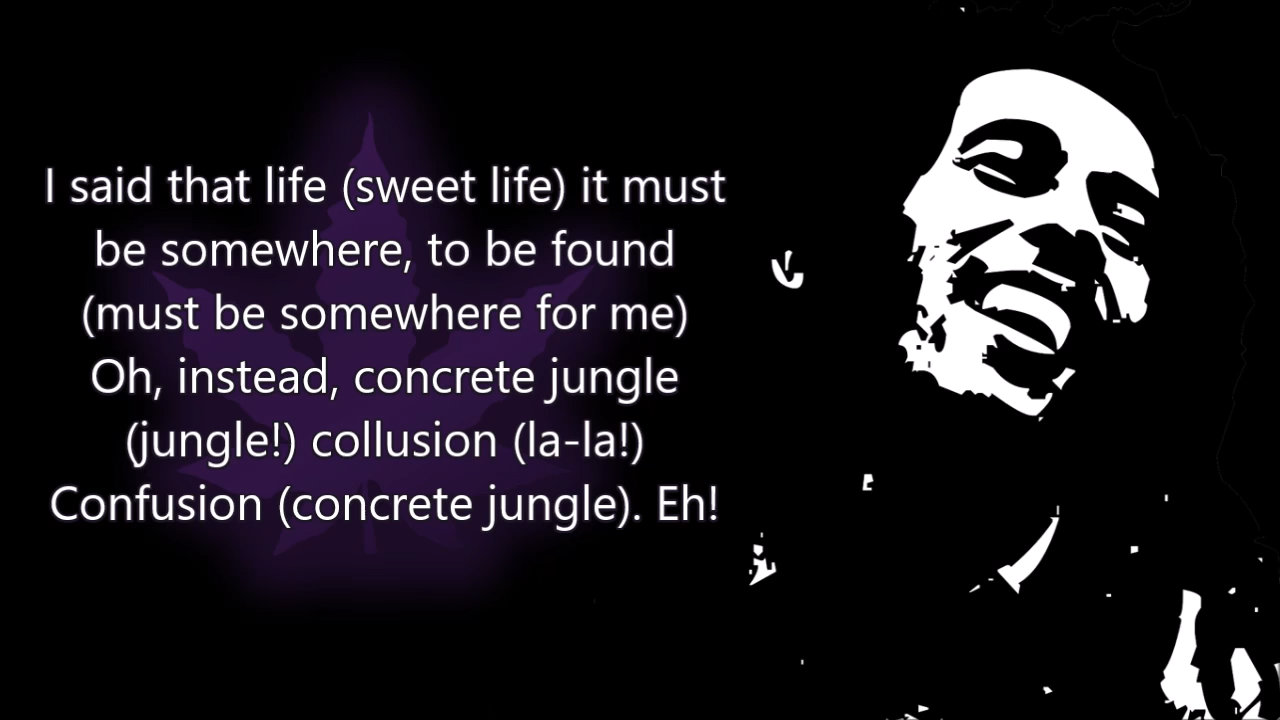 I said that life (sweet life) it must
be somewhere, to be found
(must be somewhere for me)
Oh, instead, concrete jungle
(jungle!) collusion (la-la!)
Confusion (concrete jungle). Eh!